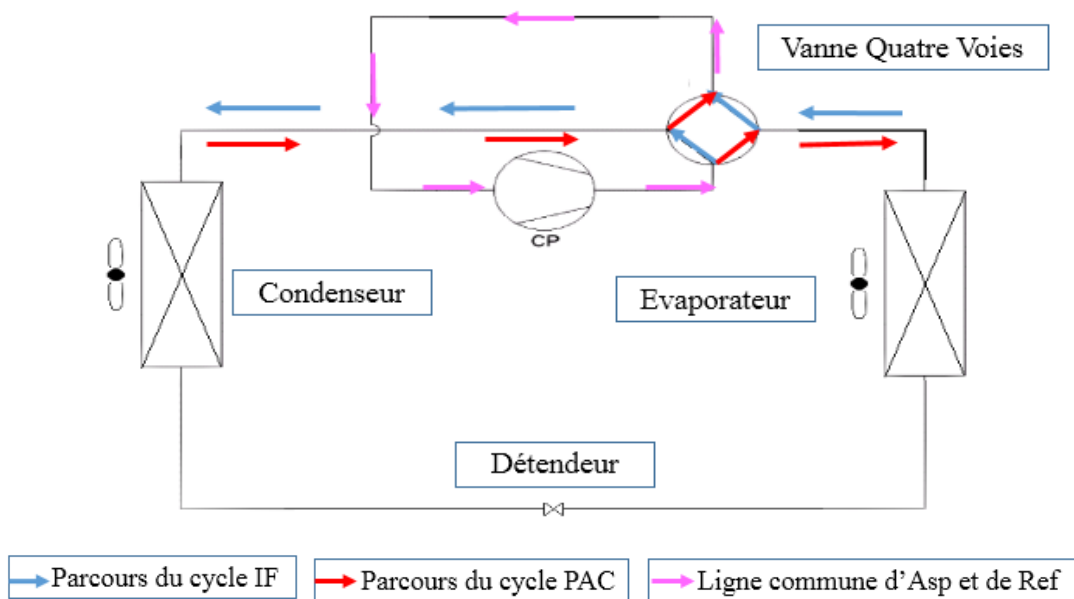 Vanne Quatre Voies
CP
Condenseur
Evaporateur
Détendeur
Parcours du cycle IF
Parcours du cycle PAC
Ligne commune d’Asp et de Ref